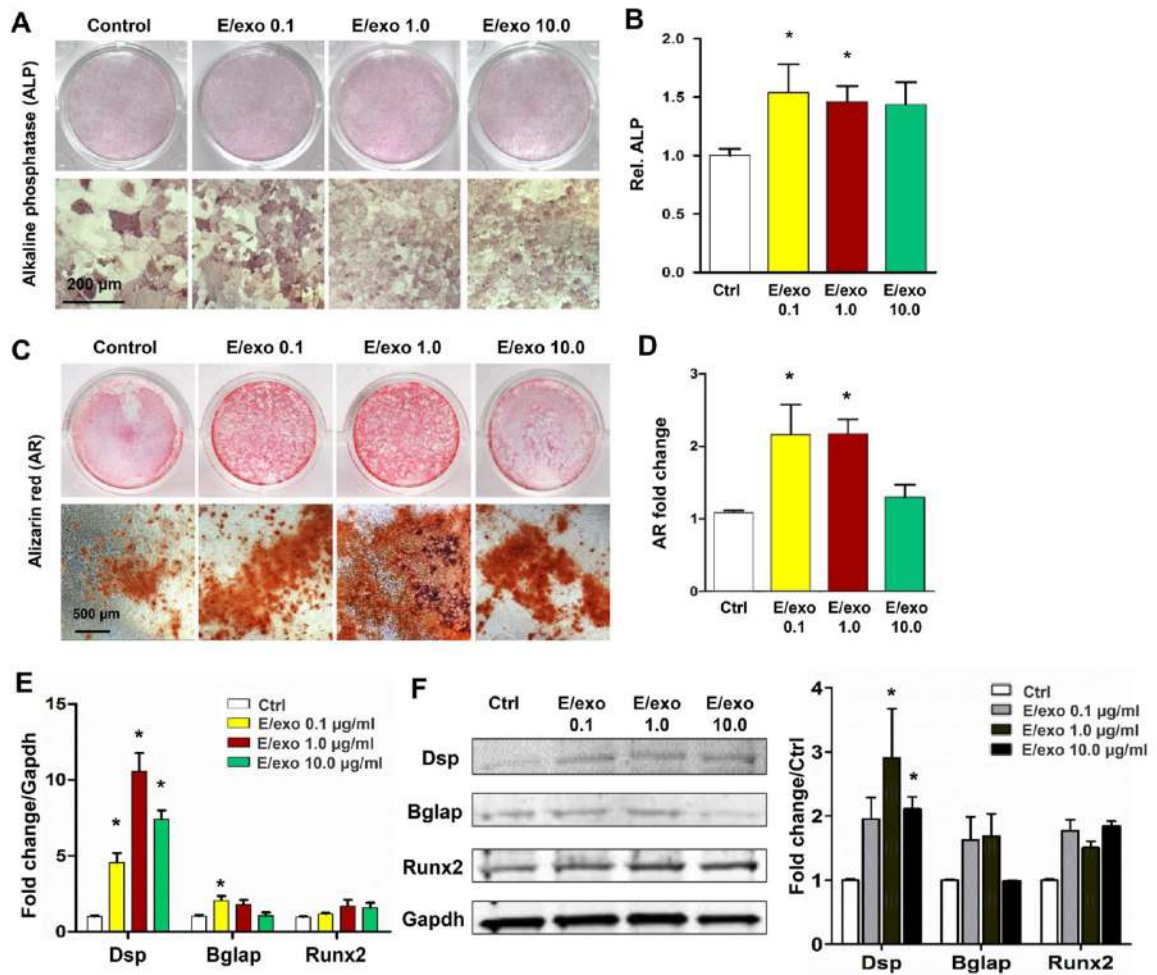 A
Control
E/exo 0.1
E/exo 1.0
E/exo 10.0
Alkaline phosphatase (ALP)
200 µm
B
Rel. ALP
2.0
1.5
1.0
0.5
0.0
*
*
Ctrl
E/exo
0.1
E/exo
1.0
E/exo
10.0
C
Control
E/exo 0.1
E/exo 1.0
E/exo 10.0
Alizarin red (AR)
500 µm
D
AR fold change
3
2
1
0
*
*
Ctrl
E/exo
0.1
E/exo
1.0
E/exo
10.0
E
Fold change/Gapdh
15
10
5
0
Ctrl
E/exo 0.1 µg/ml
E/exo 1.0 µg/ml
E/exo 10.0 µg/ml
*
*
*
*
Dsp
Bglap
Runx2
F
Ctrl
E/exo
0.1
E/exo
1.0
E/exo
10.0
Dsp
Bglap
Runx2
Gapdh
Fold change/Ctrl
4
3
2
1
0
Ctrl
E/exo 0.1 µg/ml
E/exo 1.0 µg/ml
E/exo 10.0 µg/ml
*
*
Dsp
Bglap
Runx2